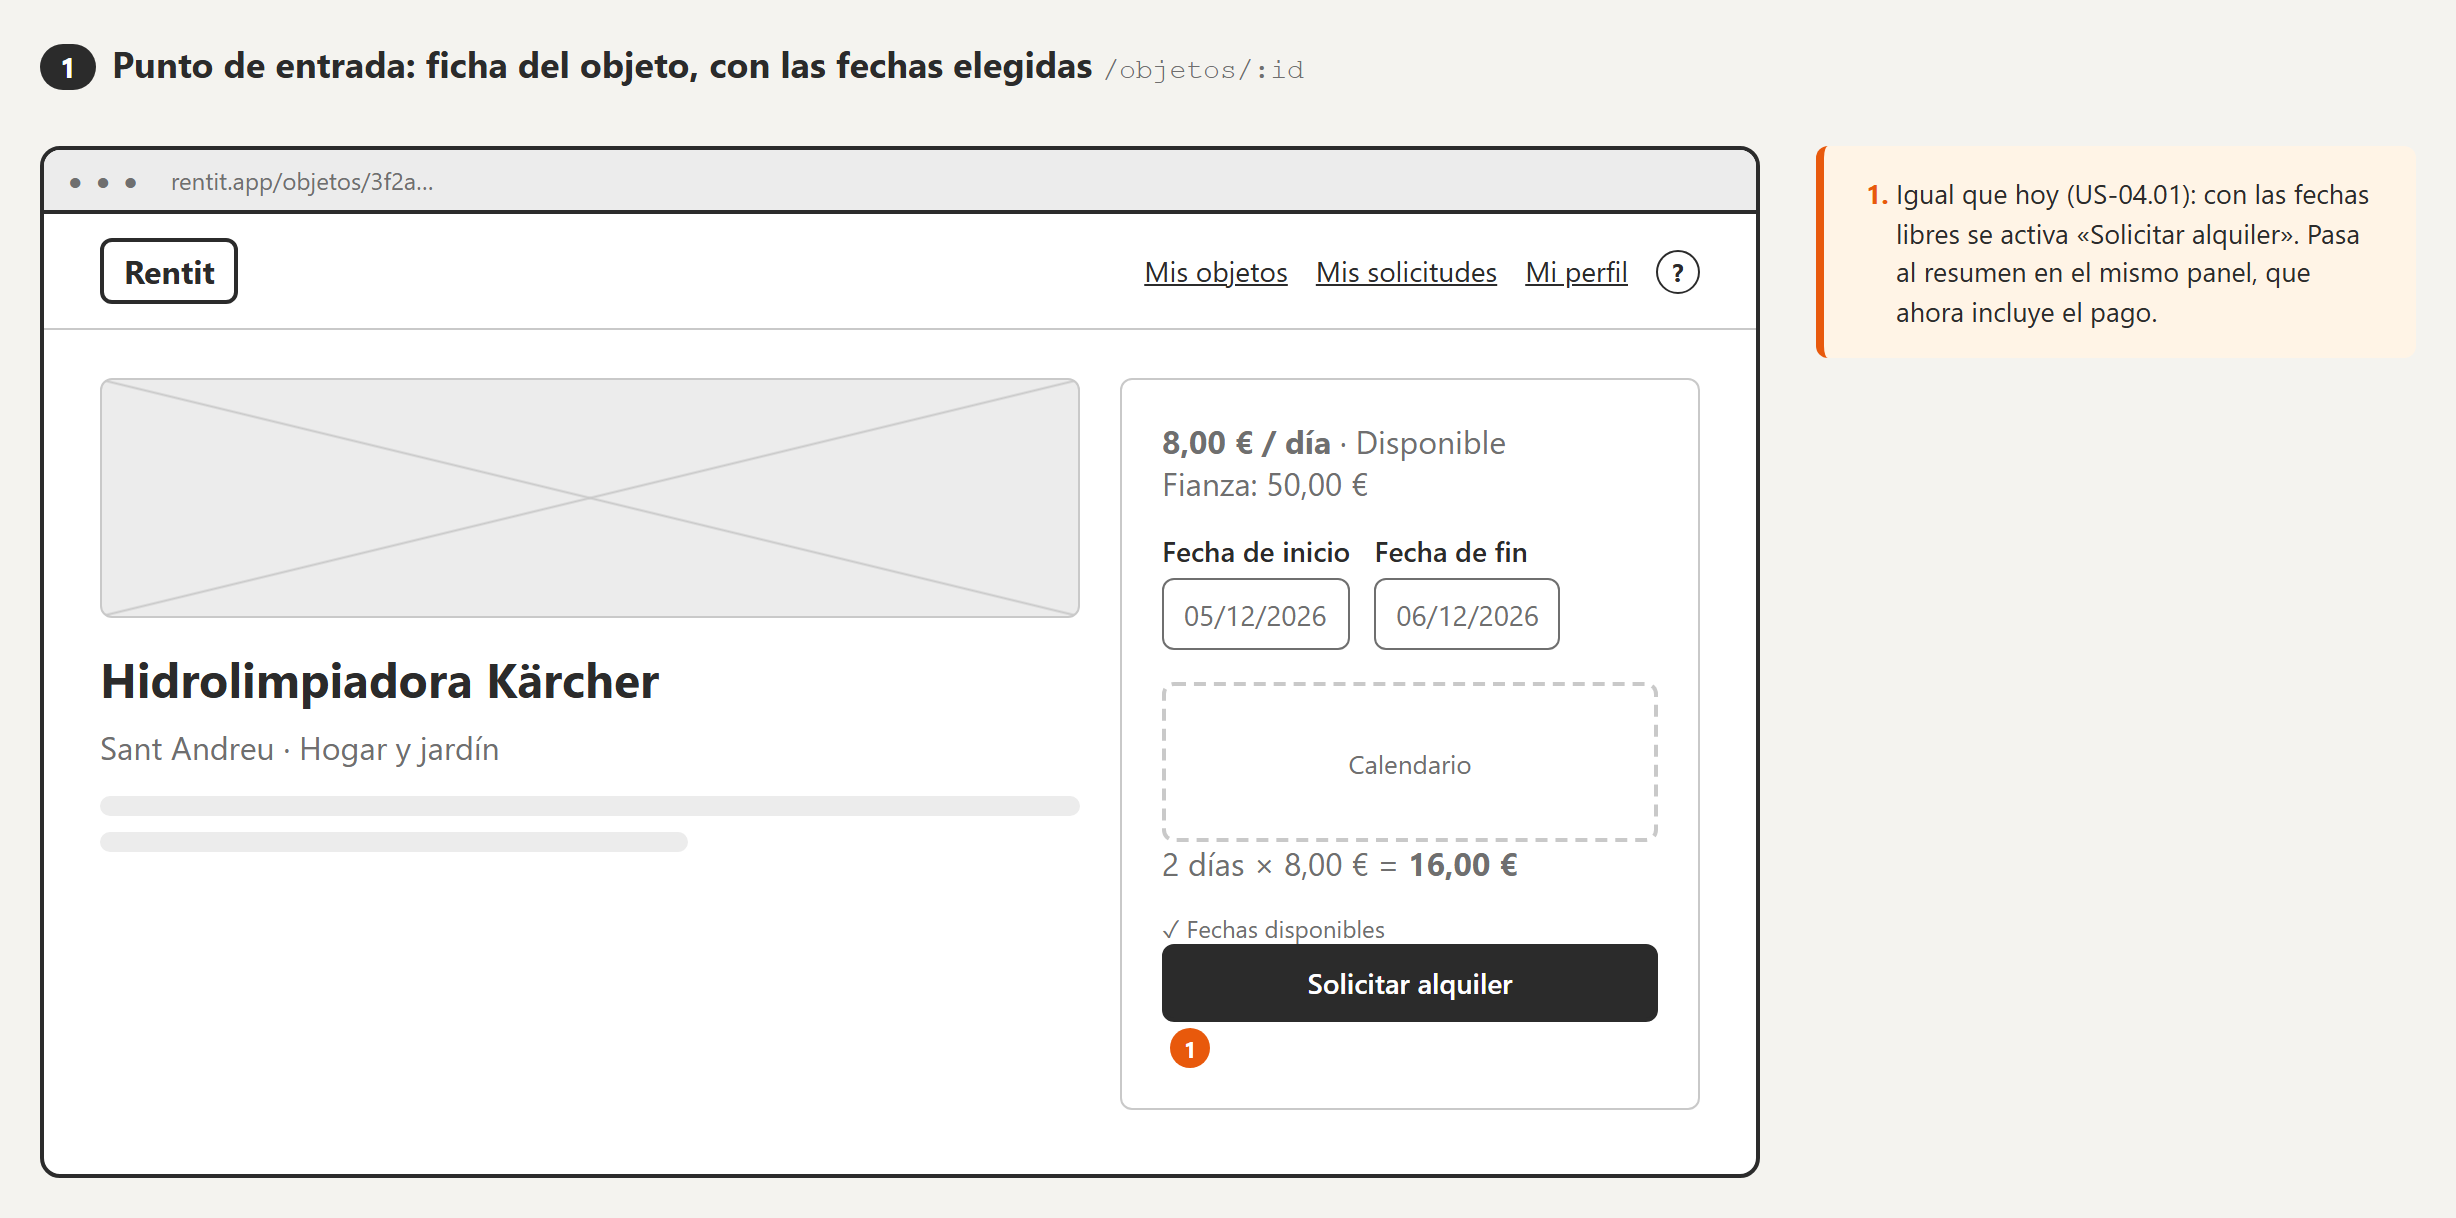 1 Punto de entrada: ficha del objeto, con las fechas elegidas /objetos/:id
rentit.app/objetos/3f2a...
Rentit
Mis objetos Mis solicitudes Mi perfil ?
8,00 € / día · Disponible
Fianza: 50,00 €
Fecha de inicio Fecha de fin
05/12/2026 06/12/2026
Calendario
2 días × 8,00 € = 16,00 €
✓ Fechas disponibles
Solicitar alquiler
1
Hidrolimpiadora Kärcher
Sant Andreu · Hogar y jardín
1. Igual que hoy (US-04.01): con las fechas
libres se activa «Solicitar alquiler». Pasa
al resumen en el mismo panel, que
ahora incluye el pago.